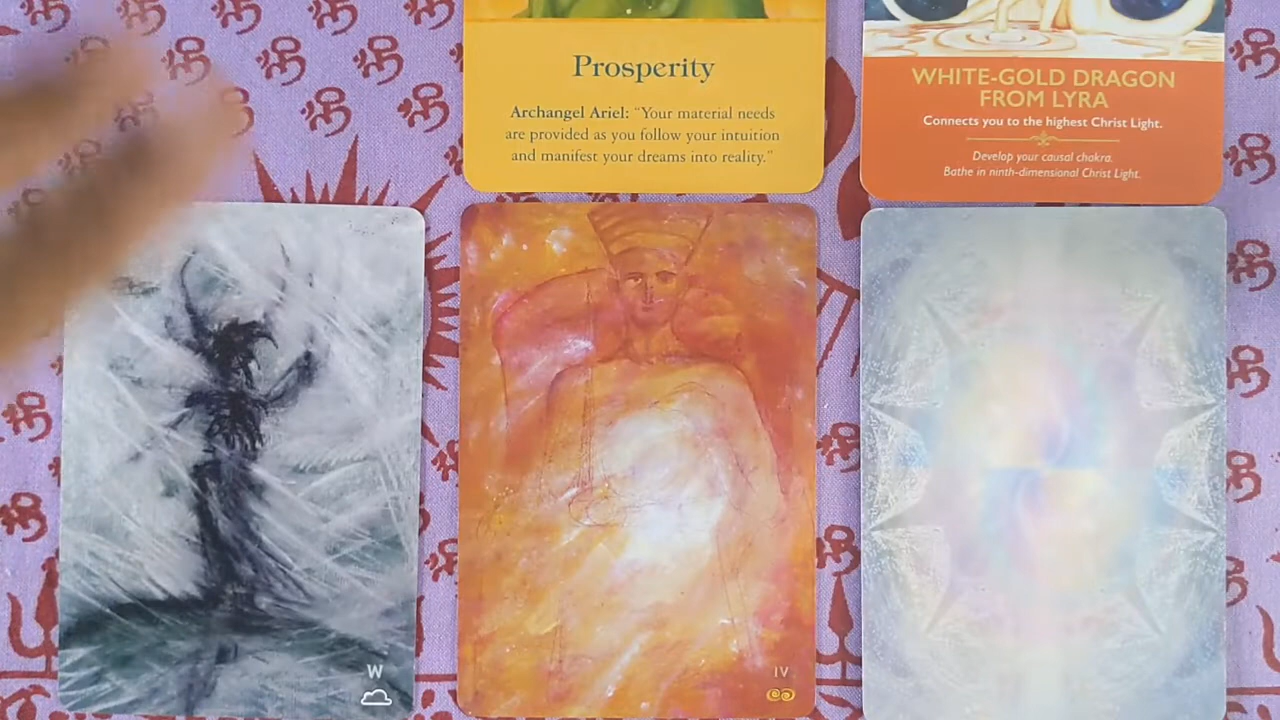 Prosperity
Archangel Ariel: “Your material needs
are provided as you follow your intuition
and manifest your dreams into reality.”
WHITE-GOLD DRAGON
FROM LYRA
Connects you to the highest Christ Light.
Develop your causal chakra.
Bathe in ninth-dimensional Christ Light.
W
IV